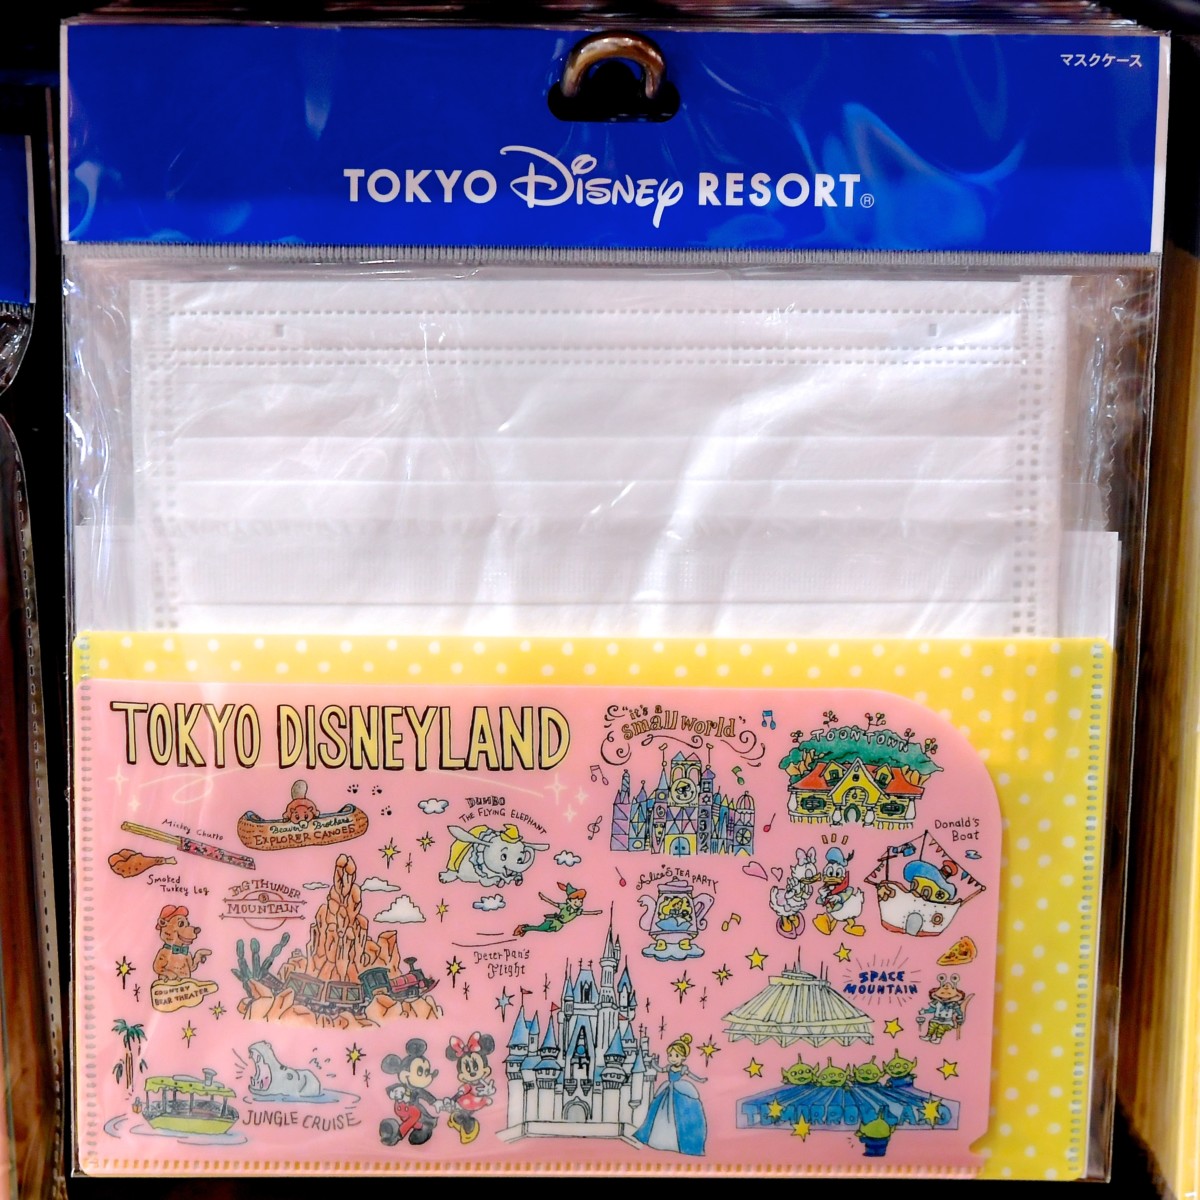 マスクケース
TOKYO Disney RESORT®
TOKYO DISNEYLAND
"it's a
small world"
TOONTOWN
Mickey Churro
Smoked
Turkey Leg
Beaver Brothers
EXPLORER CANOES
DUMBO
THE FLYING ELEPHANT
Donald's
Boat
BIG THUNDER
MOUNTAIN
Alice'S TEA PARTY
Peter Pan's
Flight
COUNTRY
BEAR THEATER
SPACE
MOUNTAIN
JUNGLE CRUISE
TOMORROWLAND